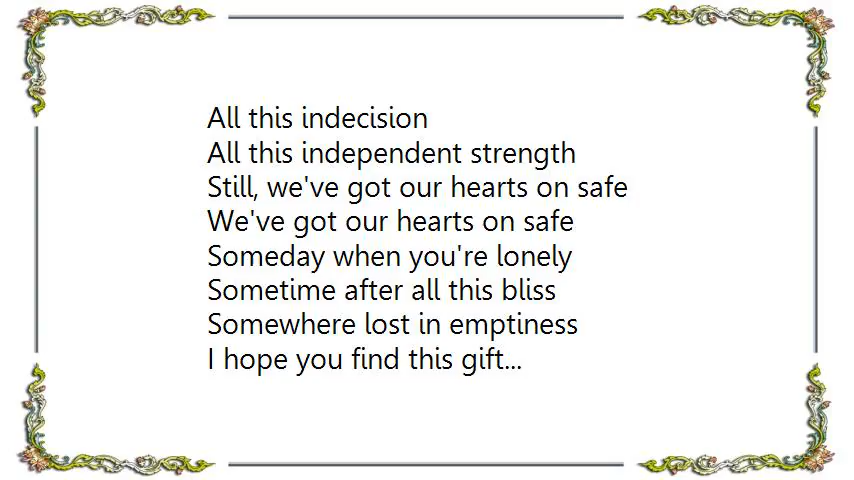 All this indecision
All this independent strength
Still, we've got our hearts on safe
We've got our hearts on safe
Someday when you're lonely
Sometime after all this bliss
Somewhere lost in emptiness
I hope you find this gift...